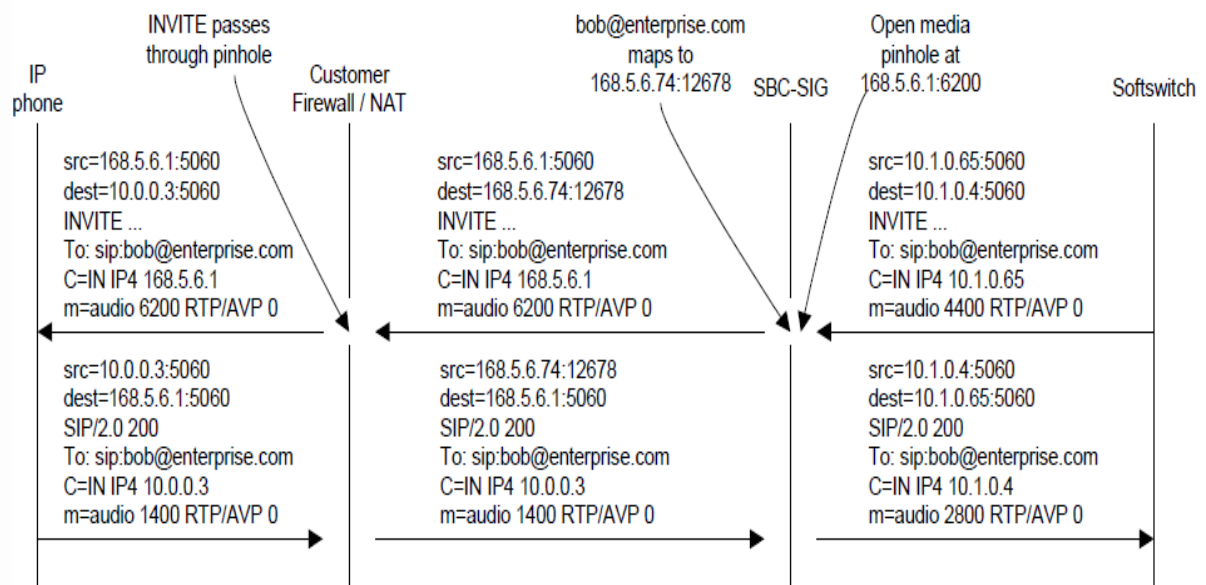 INVITE passes
through pinhole
bob@enterprise.com
maps to
168.5.6.74:12678
Open media
pinhole at
168.5.6.1:6200
IP
phone
Customer
Firewall / NAT
SBC-SIG
Softswitch
src=168.5.6.1:5060
dest=10.0.0.3:5060
INVITE ...
To: sip:bob@enterprise.com
C=IN IP4 168.5.6.1
m=audio 6200 RTP/AVP 0
src=168.5.6.1:5060
dest=168.5.6.74:12678
INVITE ...
To: sip:bob@enterprise.com
C=IN IP4 168.5.6.1
m=audio 6200 RTP/AVP 0
src=10.1.0.65:5060
dest=10.1.0.4:5060
INVITE ...
To: sip:bob@enterprise.com
C=IN IP4 10.1.0.65
m=audio 4400 RTP/AVP 0
src=10.0.0.3:5060
dest=168.5.6.1:5060
SIP/2.0 200
To: sip:bob@enterprise.com
C=IN IP4 10.0.0.3
m=audio 1400 RTP/AVP 0
src=168.5.6.74:12678
dest=168.5.6.1:5060
SIP/2.0 200
To: sip:bob@enterprise.com
C=IN IP4 10.0.0.3
m=audio 1400 RTP/AVP 0
src=10.1.0.4:5060
dest=10.1.0.65:5060
SIP/2.0 200
To: sip:bob@enterprise.com
C=IN IP4 10.1.0.4
m=audio 2800 RTP/AVP 0